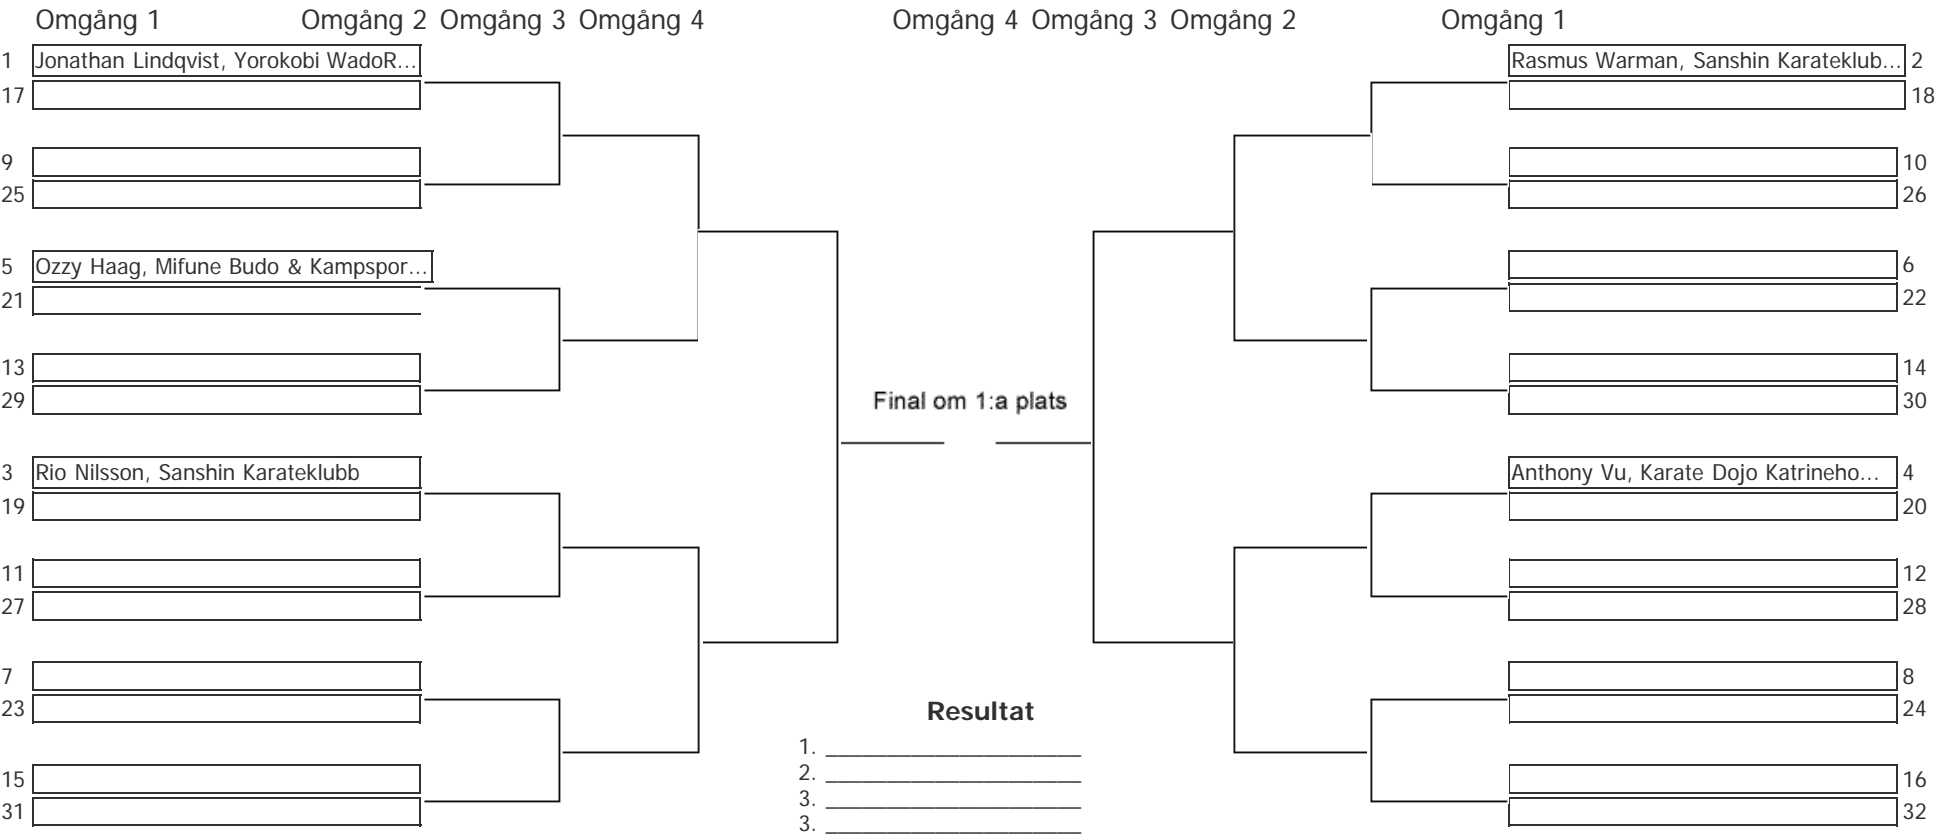 Omgång 1 Omgång 2 Omgång 3 Omgång 4 Omgång 4 Omgång 3 Omgång 2 Omgång 1
1 Jonathan Lindqvist, Yorokobi WadoR... Rasmus Warman, Sanshin Karateklub... 2
17 18
9 10
25 26
5 Ozzy Haag, Mifune Budo & Kampspor... 6
21 22
13 14
29 30
Final om 1:a plats
3 Rio Nilsson, Sanshin Karateklubb Anthony Vu, Karate Dojo Katrineho... 4
19 20
11 12
27 28
7 8
23 24
Resultat
1. ____________________
2. ____________________
15 16
3. ____________________
31 32
3. ____________________